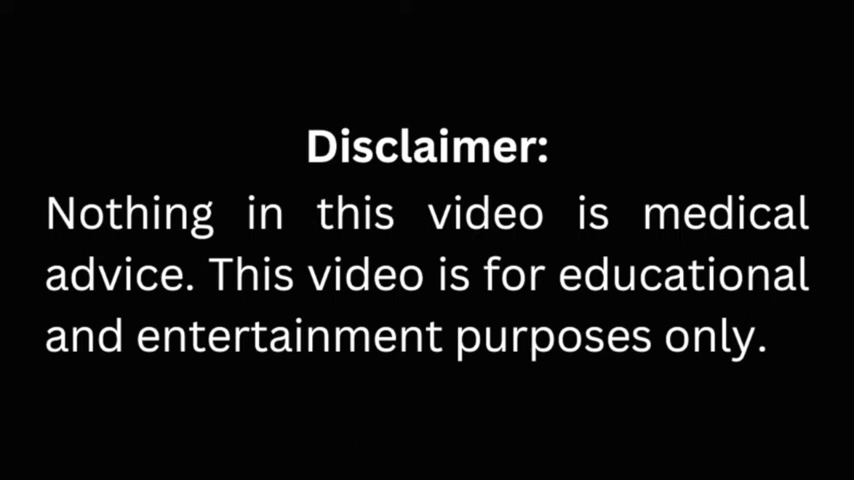 Disclaimer:
Nothing in this video is medical
advice. This video is for educational
and entertainment purposes only.